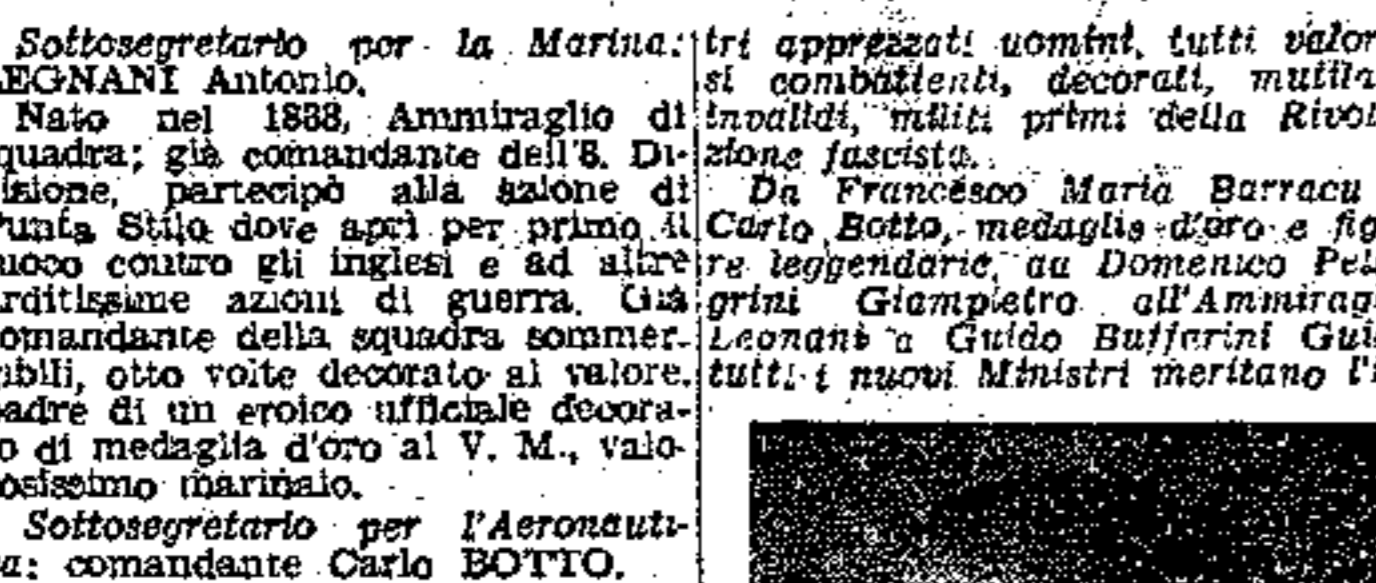 Sottosegretario por la Marina:
LEGNANI Antonio.
Nato nel 1888, Ammiraglio di
squadra; già comandante dell'8. Di-
visione, partecipò alla azione di
Punta Stilo dove aprì per primo il
fuoco contro gli inglesi e ad altre
arditissime azioni di guerra. Già
comandante della squadra sommer-
gibili, otto volte decorato al valore,
padre di un eroico ufficiale decora-
to di medaglia d'oro al V. M., valo-
rosissimo marinaio.
Sottosegretario per l'Aeronauti-
ca: comandante Carlo BOTTO.
tri apprezzati uomini, tutti valor
si combattenti, decorati, mutila
invalidi, militi primi della Rivol
zione fascista.
Da Francesco Maria Barracu
Carlo Botto, medaglie d'oro e fig
re leggendarie, da Domenico Pel
grini Giampietro all'Ammirag
Legnani a Guido Buffarini Gui
tutti i nuovi Ministri meritano l'i